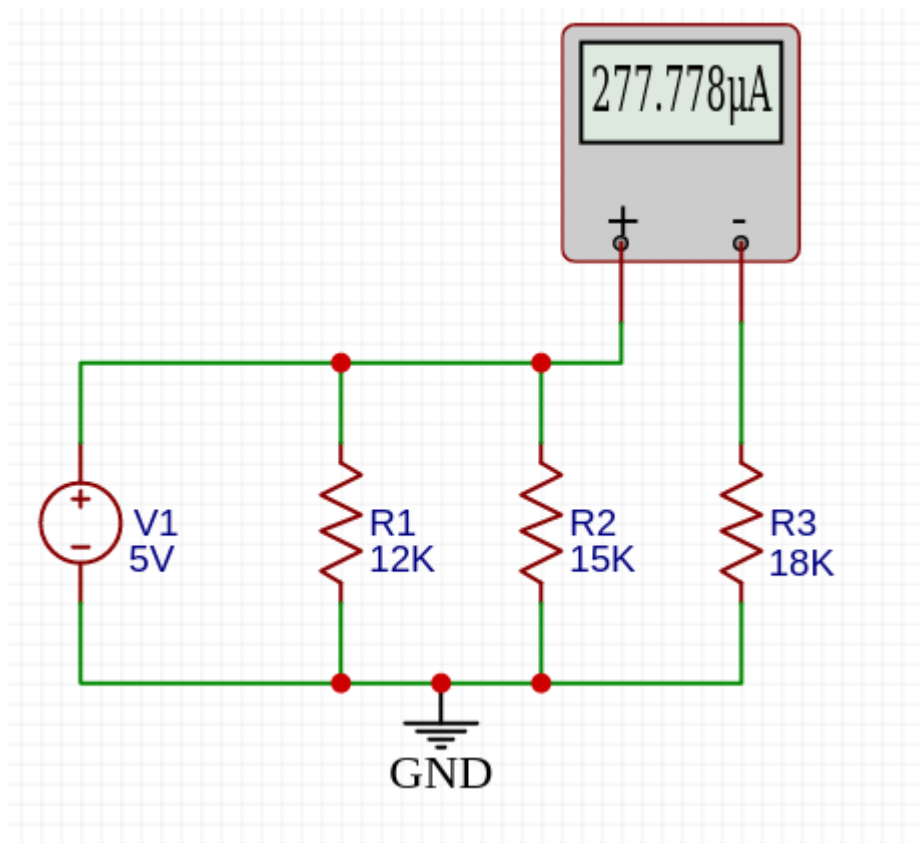 277.778µA
+ -
+
-
V1
5V
R1
12K
R2
15K
R3
18K
GND